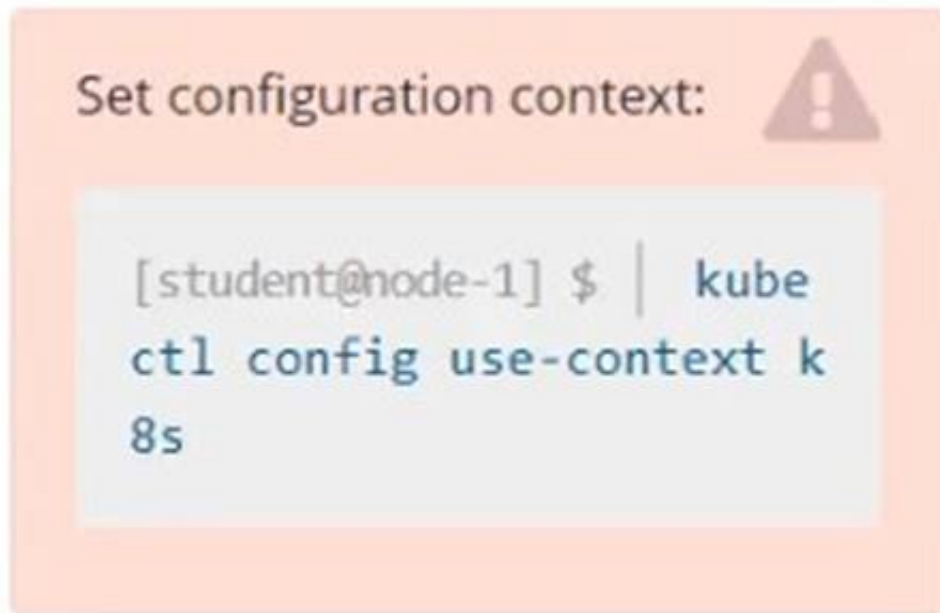 Set configuration context:
[student@node-1] $ | kube
ctl config use-context k
8s